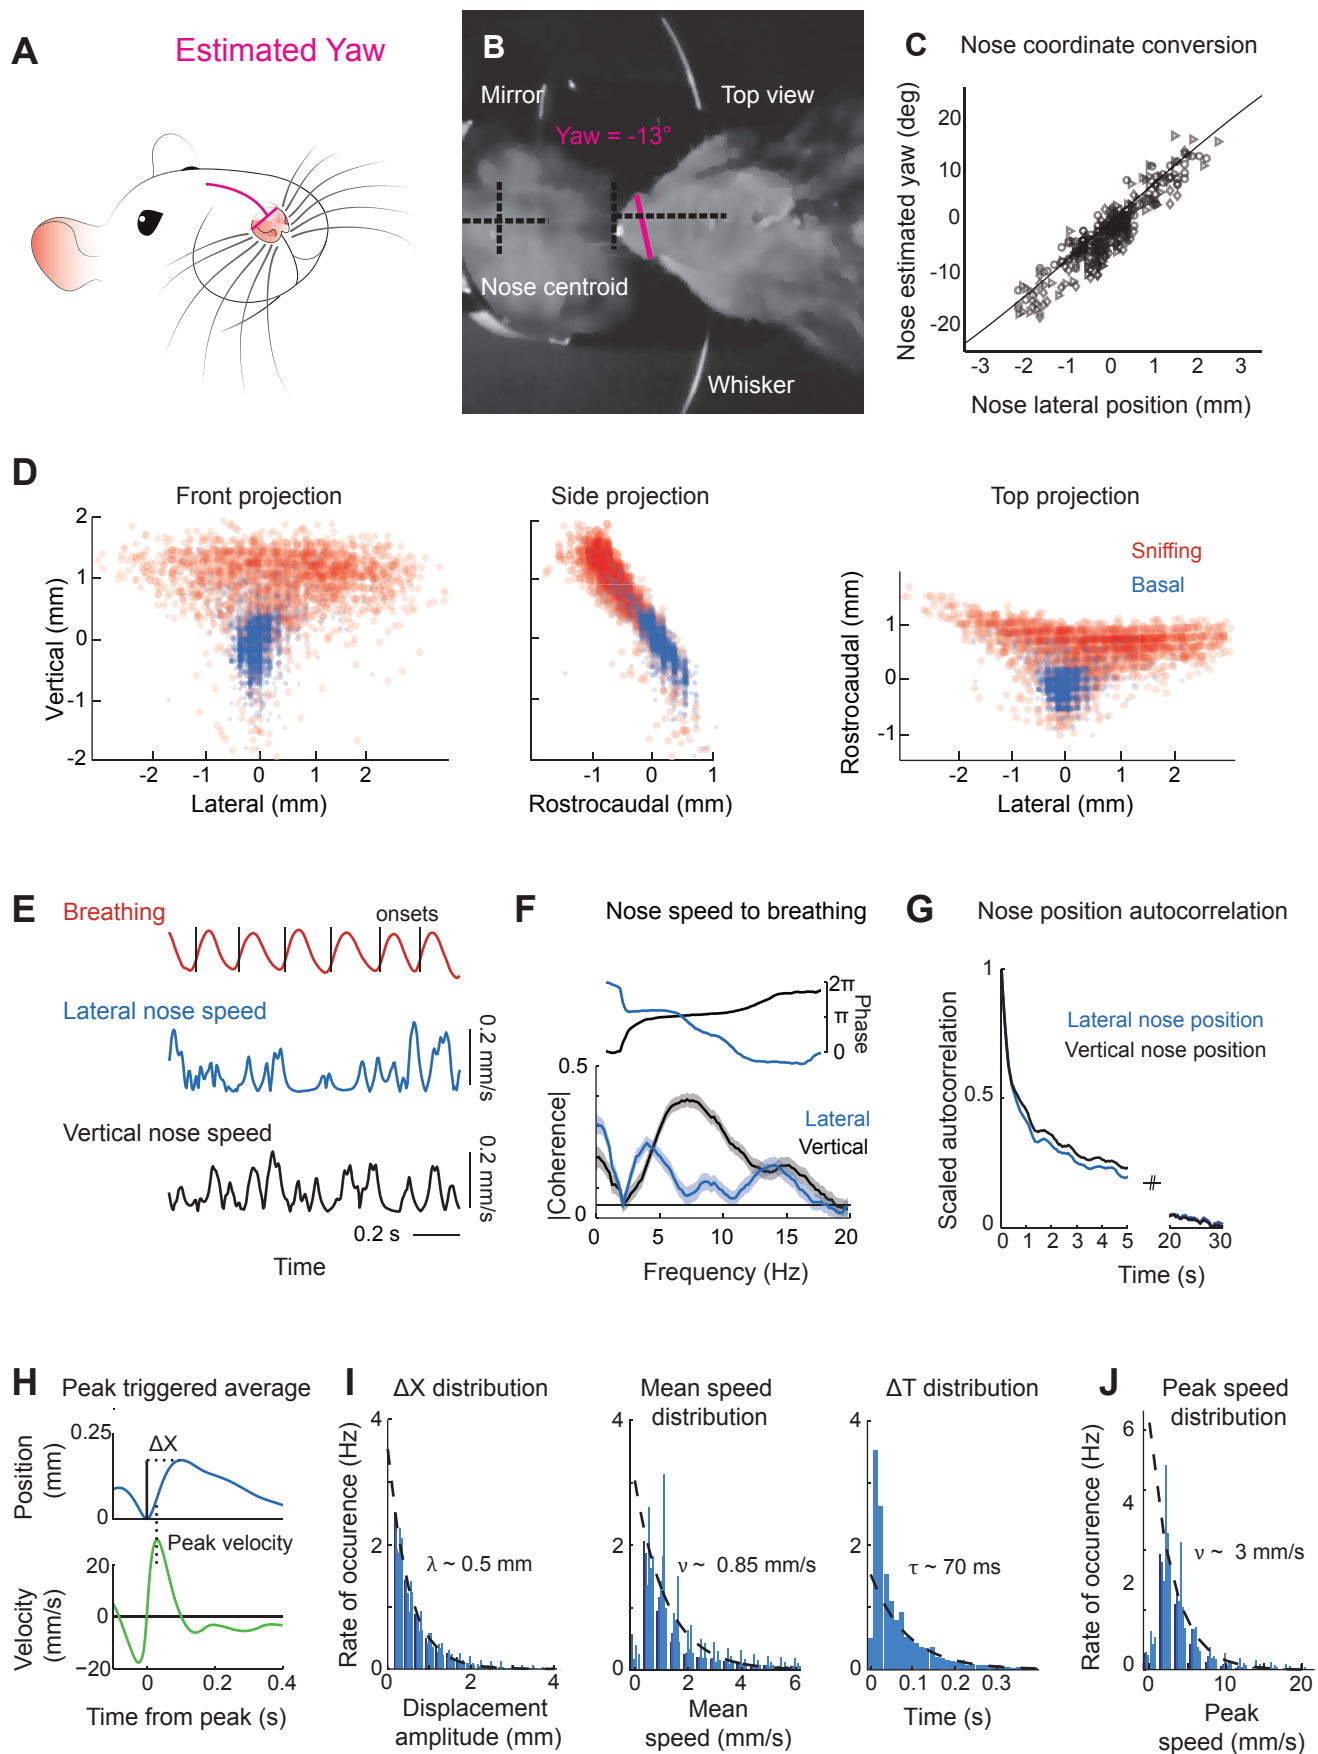 A
Estimated Yaw
B
Mirror
Top view
Yaw = -13°
Nose centroid
Whisker
C
Nose coordinate conversion
Nose estimated yaw (deg)
20
10
0
-10
-20
-3 -2 -1 0 1 2 3
Nose lateral position (mm)
D
Front projection
Vertical (mm)
2
1
0
-1
-2
-2 -1 0 1 2
Lateral (mm)
Side projection
-1 0 1
Rostrocaudal (mm)
Top projection
Sniffing
Basal
Rostrocaudal (mm)
1
0
-1
-2 -1 0 1 2
Lateral (mm)
E
Breathing
onsets
Lateral nose speed
0.2 mm/s
Vertical nose speed
0.2 mm/s
0.2 s
Time
F
Nose speed to breathing
2π
π
0
Phase
|Coherence|
0.5
0
Lateral
Vertical
0 5 10 15 20
Frequency (Hz)
G
Nose position autocorrelation
Scaled autocorrelation
1
0.5
0
Lateral nose position
Vertical nose position
0 1 2 3 4 5 20 30
Time (s)
H
Peak triggered average
Position (mm)
0.25
0
ΔX
Peak velocity
Velocity (mm/s)
20
0
−20
0 0.2 0.4
Time from peak (s)
I
ΔX distribution
Rate of occurence (Hz)
4
2
0
λ ~ 0.5 mm
0 2 4
Displacement
amplitude (mm)
Mean speed
distribution
4
2
0
ν ~ 0.85 mm/s
0 2 4 6
Mean
speed (mm/s)
ΔT distribution
4
2
0
τ ~ 70 ms
0 0.1 0.2 0.3
Time (s)
J
Peak speed
distribution
Rate of occurence (Hz)
6
4
2
0
ν ~ 3 mm/s
0 10 20
Peak
speed (mm/s)